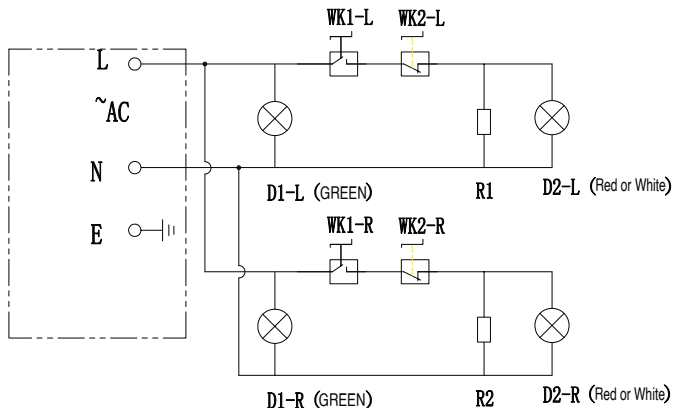 WK1-L WK2-L
L
~AC
N
D1-L (GREEN) R1 D2-L (Red or White)
E
WK1-R WK2-R
D1-R (GREEN) R2 D2-R (Red or White)